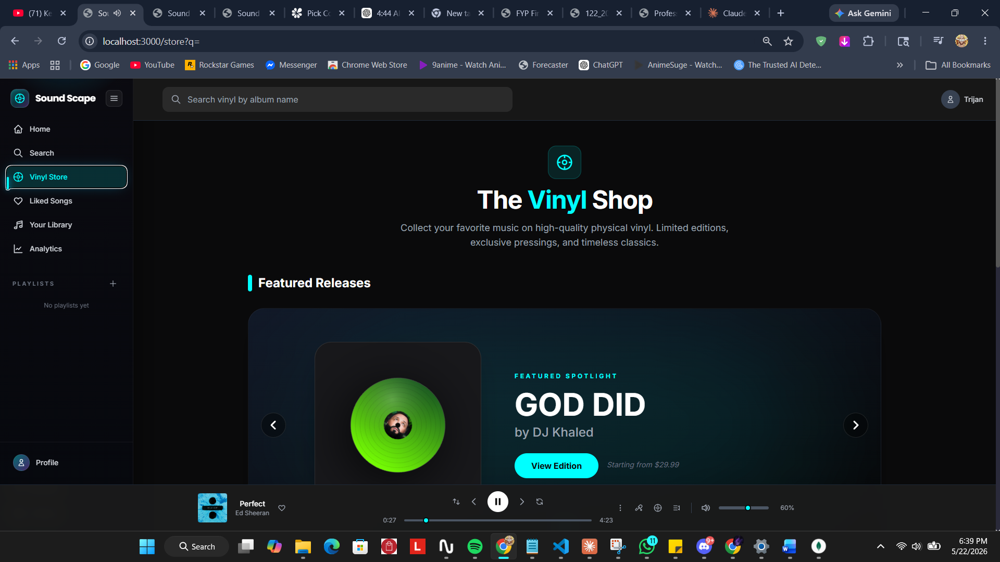 (71) Ke
Sou
Sound
Sound
Pick Co
4:44 AI
New ta
FYP Fir
122_20
Profes
Claude
Ask Gemini
localhost:3000/store?q=
Apps
Google
YouTube
Rockstar Games
Messenger
Chrome Web Store
9anime - Watch Ani...
Forecaster
ChatGPT
AnimeSuge - Watch...
The Trusted AI Dete...
All Bookmarks
Sound Scape
Search vinyl by album name
Trijan
Home
Search
Vinyl Store
Liked Songs
Your Library
Analytics
PLAYLISTS
No playlists yet
Profile
The Vinyl Shop
Collect your favorite music on high-quality physical vinyl. Limited editions,
exclusive pressings, and timeless classics.
Featured Releases
FEATURED SPOTLIGHT
GOD DID
by DJ Khaled
View Edition
Starting from $29.99
Perfect
Ed Sheeran
0:27
4:23
60%
Search
11
9+
6:39 PM
5/22/2026